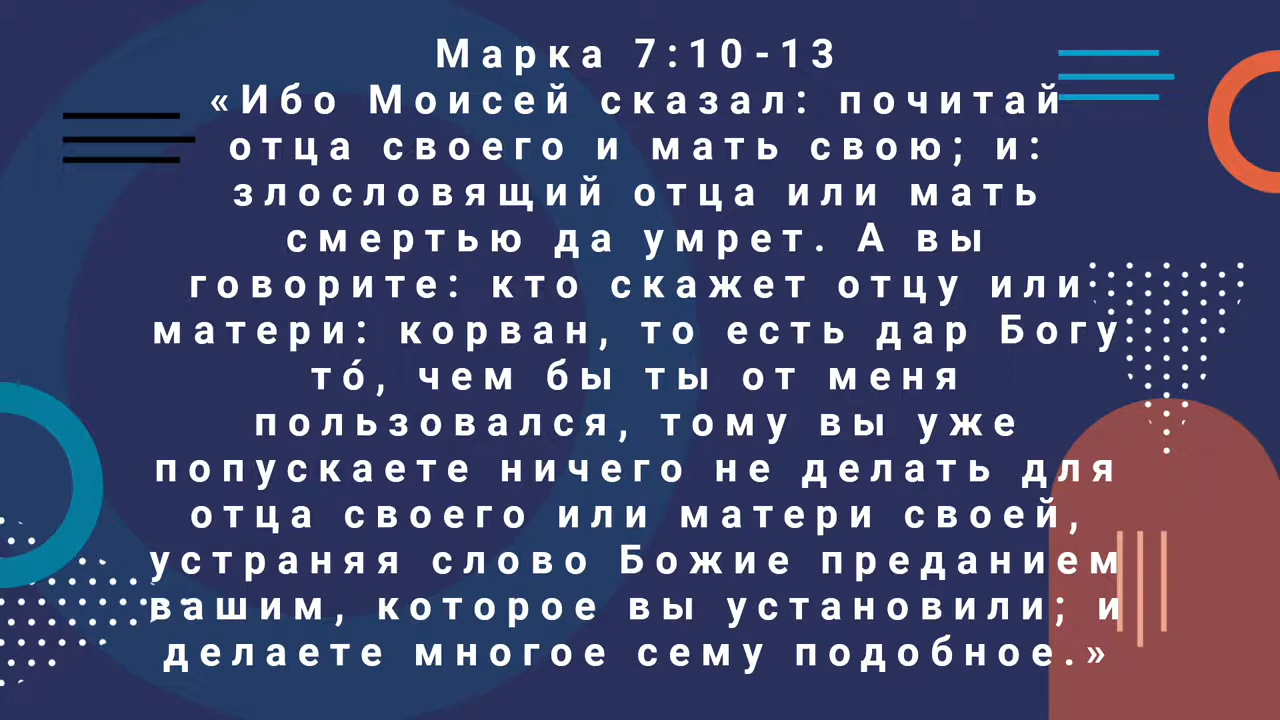 Марка 7:10-13
«Ибо Моисей сказал: почитай
отца своего и мать свою; и:
злословящий отца или мать
смертью да умрет. А вы
говорите: кто скажет отцу или
матери: корван, то есть дар Богу
то́, чем бы ты от меня
пользовался, тому вы уже
попускаете ничего не делать для
отца своего или матери своей,
устраняя слово Божие преданием
вашим, которое вы установили; и
делаете многое сему подобное.»